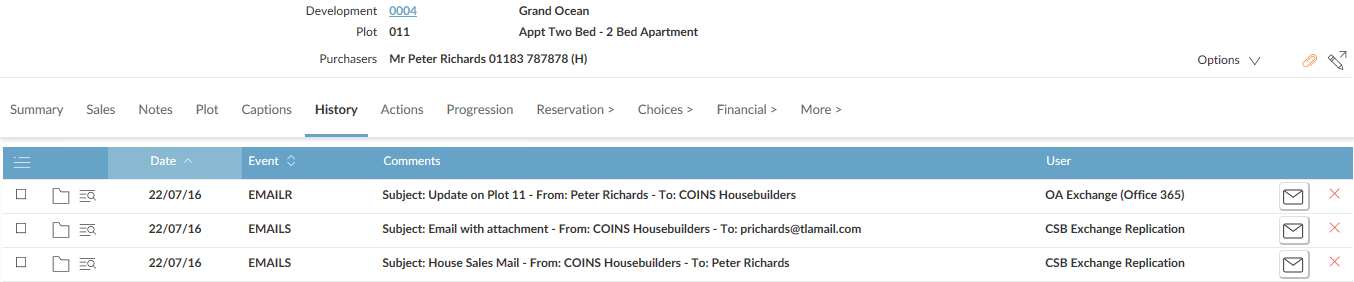 Development 0004 Grand Ocean
Plot 011 Appt Two Bed - 2 Bed Apartment
Purchasers Mr Peter Richards 01183 787878 (H)
Options
Summary Sales Notes Plot Captions History Actions Progression Reservation > Choices > Financial > More >
Date Event Comments User
22/07/16 EMAILR Subject: Update on Plot 11 - From: Peter Richards - To: COINS Housebuilders OA Exchange (Office 365)
22/07/16 EMAILS Subject: Email with attachment - From: COINS Housebuilders - To: prichards@tlamail.com CSB Exchange Replication
22/07/16 EMAILS Subject: House Sales Mail - From: COINS Housebuilders - To: Peter Richards CSB Exchange Replication